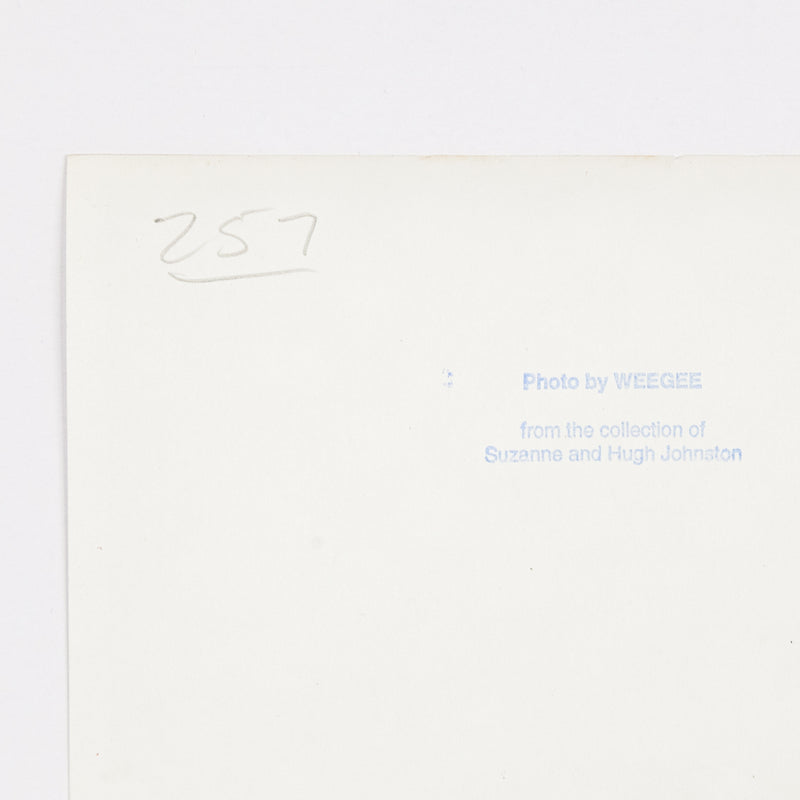 257
Photo by WEEGEE
from the collection of
Suzanne and Hugh Johnston